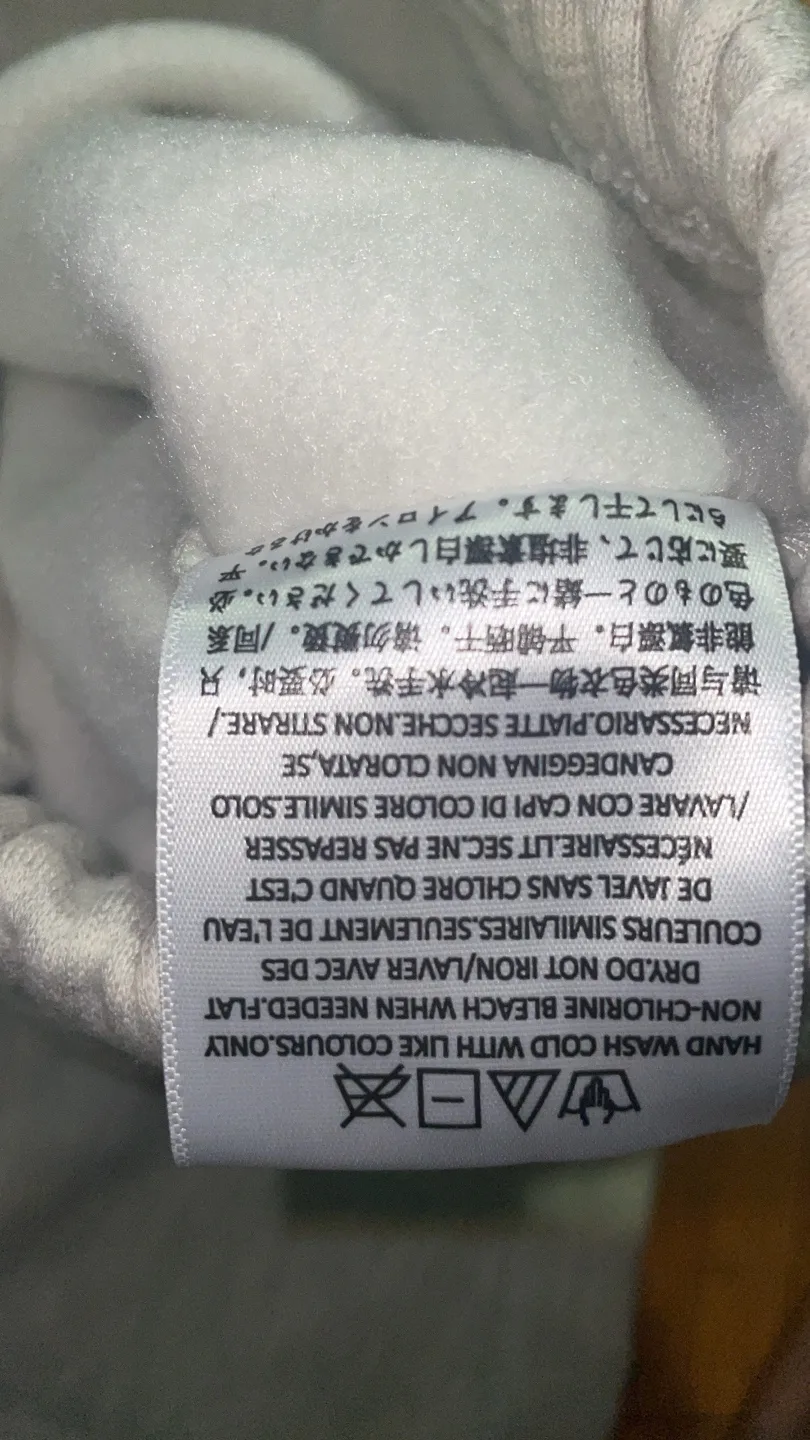 HAND WASH COLD WITH LIKE COLOURS.ONLY
NON-CHLORINE BLEACH WHEN NEEDED.FLAT
DRY.DO NOT IRON/LAVER AVEC DES
COULEURS SIMILAIRES.SEULEMENT DE L'EAU
DE JAVEL SANS CHLORE QUAND C'EST
NÉCESSAIRE.LIT SEC.NE PAS REPASSER
/LAVARE CON CAPI DI COLORE SIMILE.SOLO
CANDEGGINA NON CLORATA,SE
NECESSARIO.PIATTE SECCHE.NON STIRARE./
请与同类色衣物一起冷水手洗。必要时，只
能非氯漂白。平铺晒干。请勿熨烫。/同系
色のものと一緒に手洗いしてください。必
要に応じて、非塩素漂白しかできない。平
らにして干します。アイロンをかける